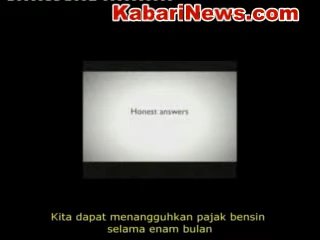 KabariNews.com
Honest answers
Kita dapat menangguhkan pajak bensin
selama enam bulan